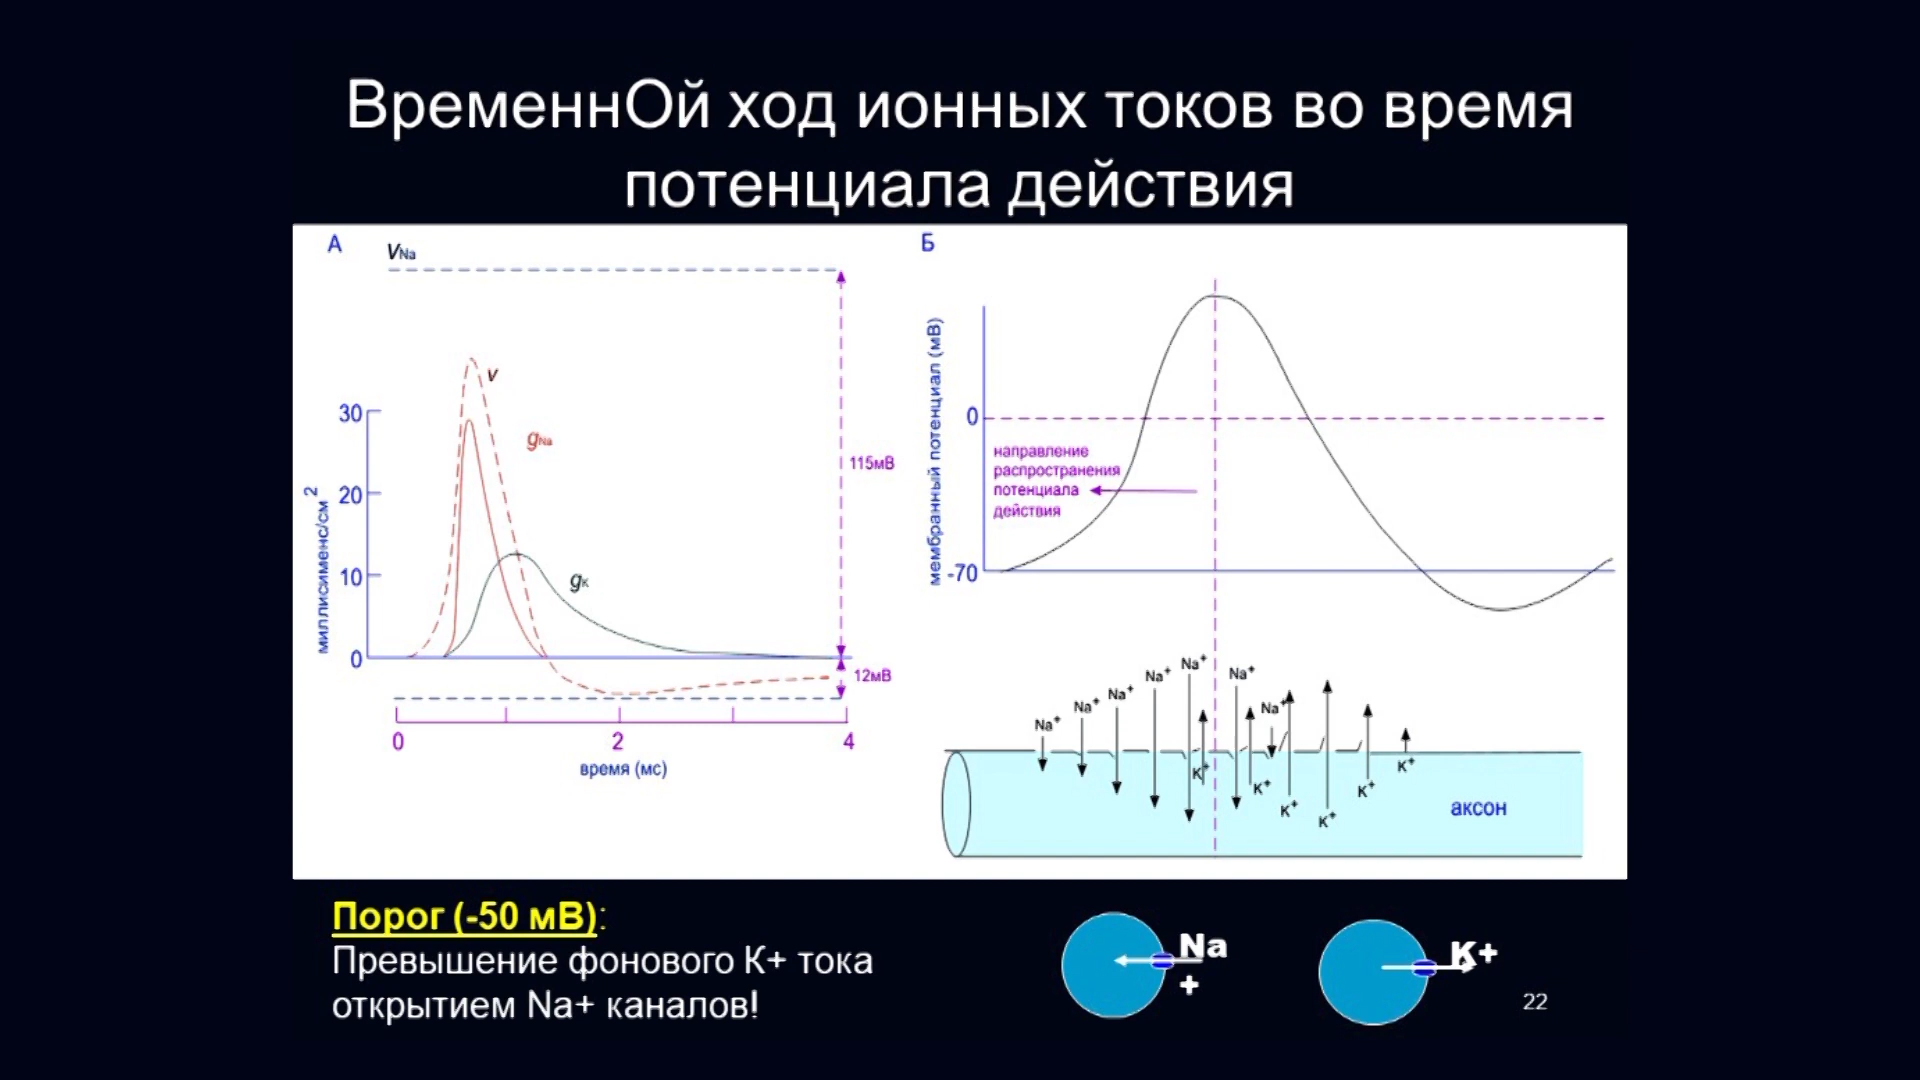 ВременнОй ход ионных токов во время
потенциала действия
А
VNa
V
gNa
gK
миллисименс/см2
30
20
10
0
115мВ
12мВ
0
2
4
время (мс)
Б
мембранный потенциал (мВ)
0
-70
направление
распространения
потенциала
действия
Na+
Na+
Na+
Na+
Na+
Na+
Na+
K+
K+
K+
K+
K+
K+
аксон
Порог (-50 мВ):
Превышение фонового К+ тока
открытием Na+ каналов!
Na
+
K+
22